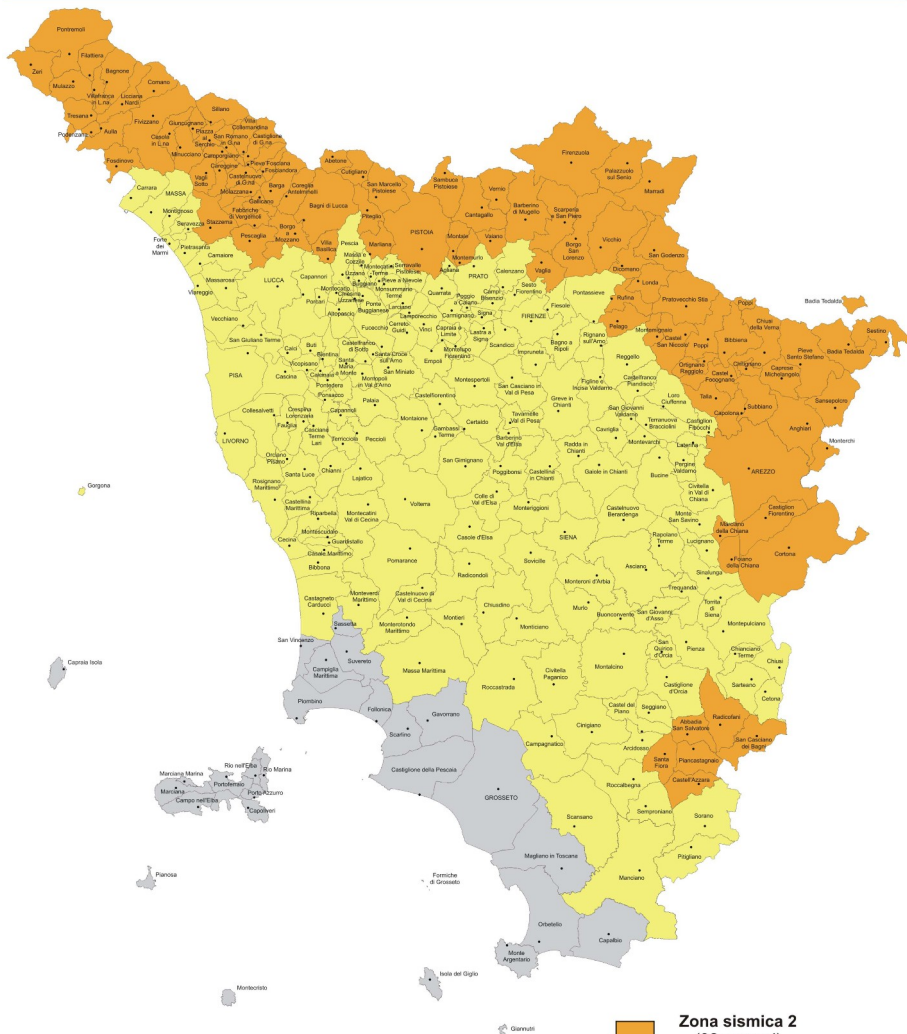 Pontremoli
Zeri
Filattiera
Mulazzo
Bagnone
Villafranca
in L.na
Licciana
Nardi
Comano
Tresana
Podenzana
Aulla
Fivizzano
Fosdinovo
Casola
in L.na
Giuncugnano
Minucciano
Piazza
al
Serchio
Sillano
San Romano
in G.na
Villa
Collemandina
Castiglione
di G.na
Camporgiano
Careggine
Pieve Fosciana
Fosciandora
Vagli
Sotto
Castelnuovo
di G.na
Molazzana
Barga
Gallicano
Coreglia
Antelminelli
Fabbriche
di Vergemoli
Stazzema
Pescaglia
Borgo
a
Mozzano
Bagni di Lucca
Abetone
Cutigliano
San Marcello
Pistoiese
Piteglio
Villa
Basilica
Marliana
PISTOIA
Sambuca
Pistoiese
Montale
Montemurlo
Agliana
Cantagallo
Vernio
Vaiano
Barberino
di Mugello
Firenzuola
Palazzuolo
sul Senio
Marradi
Scarperia
e San Piero
Borgo
San
Lorenzo
Vicchio
Vaglia
Dicomano
San Godenzo
Londa
Rufina
Pelago
Pratovecchio Stia
Montemignaio
Castel
San Niccolo'
Poppi
Poppi
Bibbiena
Chiusi
della Verna
Ortignano
Raggiolo
Chitignano
Castel
Focognano
Talla
Caprese
Michelangelo
Pieve
Santo Stefano
Badia Tedalda
Badia Tedalda
Sestino
Subbiano
Capolona
Sansepolcro
Anghiari
Monterchi
AREZZO
Castiglion
Fiorentino
Marciano
della Chiana
Foiano
della Chiana
Cortona
Carrara
MASSA
Montignoso
Seravezza
Forte
dei
Marmi
Pietrasanta
Camaiore
Viareggio
Massarosa
LUCCA
Capannori
Porcari
Pescia
Massa e
Cozzile
Uzzano
Buggiano
Montecatini
Terme
Serravalle
Pistoiese
Pieve a Nievole
Monsummano
Terme
Montecarlo
Chiesina
Uzzanese
Altopascio
Ponte
Buggianese
Larciano
Lamporecchio
Quarrata
PRATO
Poggio
a Caiano
Carmignano
Calenzano
Campi
Bisenzio
Sesto
Fiorentino
Signa
Lastra a
Signa
Scandicci
FIRENZE
Fiesole
Pontassieve
Bagno a
Ripoli
Rignano
sull'Arno
Impruneta
Vecchiano
San Giuliano Terme
Calci
Buti
Vicopisano
Bientina
Calcinaia
Santa
Maria
a Monte
Castelfranco
di Sotto
Santa Croce
sull'Arno
Fucecchio
Cerreto
Guidi
Vinci
Capraia e
Limite
Montelupo
Fiorentino
Empoli
San Miniato
Montopoli
in Val d'Arno
PISA
Cascina
Pontedera
Ponsacco
Palaia
Collesalvetti
LIVORNO
Fauglia
Crespina
Lorenzana
Casciana
Terme
Lari
Capannoli
Terricciola
Peccioli
Orciano
Pisano
Santa Luce
Chianni
Lajatico
Rosignano
Marittimo
Castellina
Marittima
Riparbella
Montescudaio
Guardistallo
Casale Marittimo
Cecina
Bibbona
Montecatini
Val di Cecina
Volterra
Pomarance
Castelfiorentino
Montaione
Gambassi
Terme
Certaldo
Montespertoli
San Casciano in
Val di Pesa
Tavarnelle
Val di Pesa
Barberino
Val d'Elsa
Greve in
Chianti
Figline e
Incisa Valdarno
Reggello
Castelfranco
Piandiscò
San Giovanni
Valdarno
Cavriglia
Montevarchi
Terranuova
Bracciolini
Loro
Ciuffenna
Castiglion
Fibocchi
Laterina
Pergine
Valdarno
Bucine
Civitella
in Val di
Chiana
Monte
San Savino
Lucignano
San Gimignano
Poggibonsi
Castellina
in Chianti
Radda in
Chianti
Gaiole in Chianti
Colle di
Val d'Elsa
Monteriggioni
Castelnuovo
Berardenga
Casole d'Elsa
SIENA
Rapolano
Terme
Sovicille
Asciano
Sinalunga
Radicondoli
Monteroni d'Arbia
Trequanda
Torrita
di
Siena
Murlo
Buonconvento
San Giovanni
d'Asso
Montepulciano
Castagneto
Carducci
Monteverdi
Marittimo
Castelnuovo di
Val di Cecina
Monterotondo
Marittimo
Montieri
Chiusdino
Monticiano
Massa Marittima
Roccastrada
Civitella
Paganico
Montalcino
San
Quirico
d'Orcia
Pienza
Chianciano
Terme
Chiusi
Sarteano
Cetona
Castiglione
d'Orcia
Castel del
Piano
Seggiano
Cinigiano
Arcidosso
Campagnatico
Abbadia
San Salvatore
Radicofani
San Casciano
dei Bagni
Piancastagnaio
Santa
Fiora
Castell'Azzara
Roccalbegna
Semproniano
Scansano
Sorano
Pitigliano
Manciano
Sassetta
San Vincenzo
Suvereto
Campiglia
Marittima
Piombino
Follonica
Scarlino
Gavorrano
Castiglione della Pescaia
GROSSETO
Magliano in Toscana
Orbetello
Capalbio
Monte
Argentario
Gorgona
Capraia Isola
Marciana Marina
Marciana
Campo nell'Elba
Portoferraio
Rio nell'Elba
Rio Marina
Porto Azzurro
Capoliveri
Pianosa
Formiche
di Grosseto
Montecristo
Isola del Giglio
Giannutri
Zona sismica 2